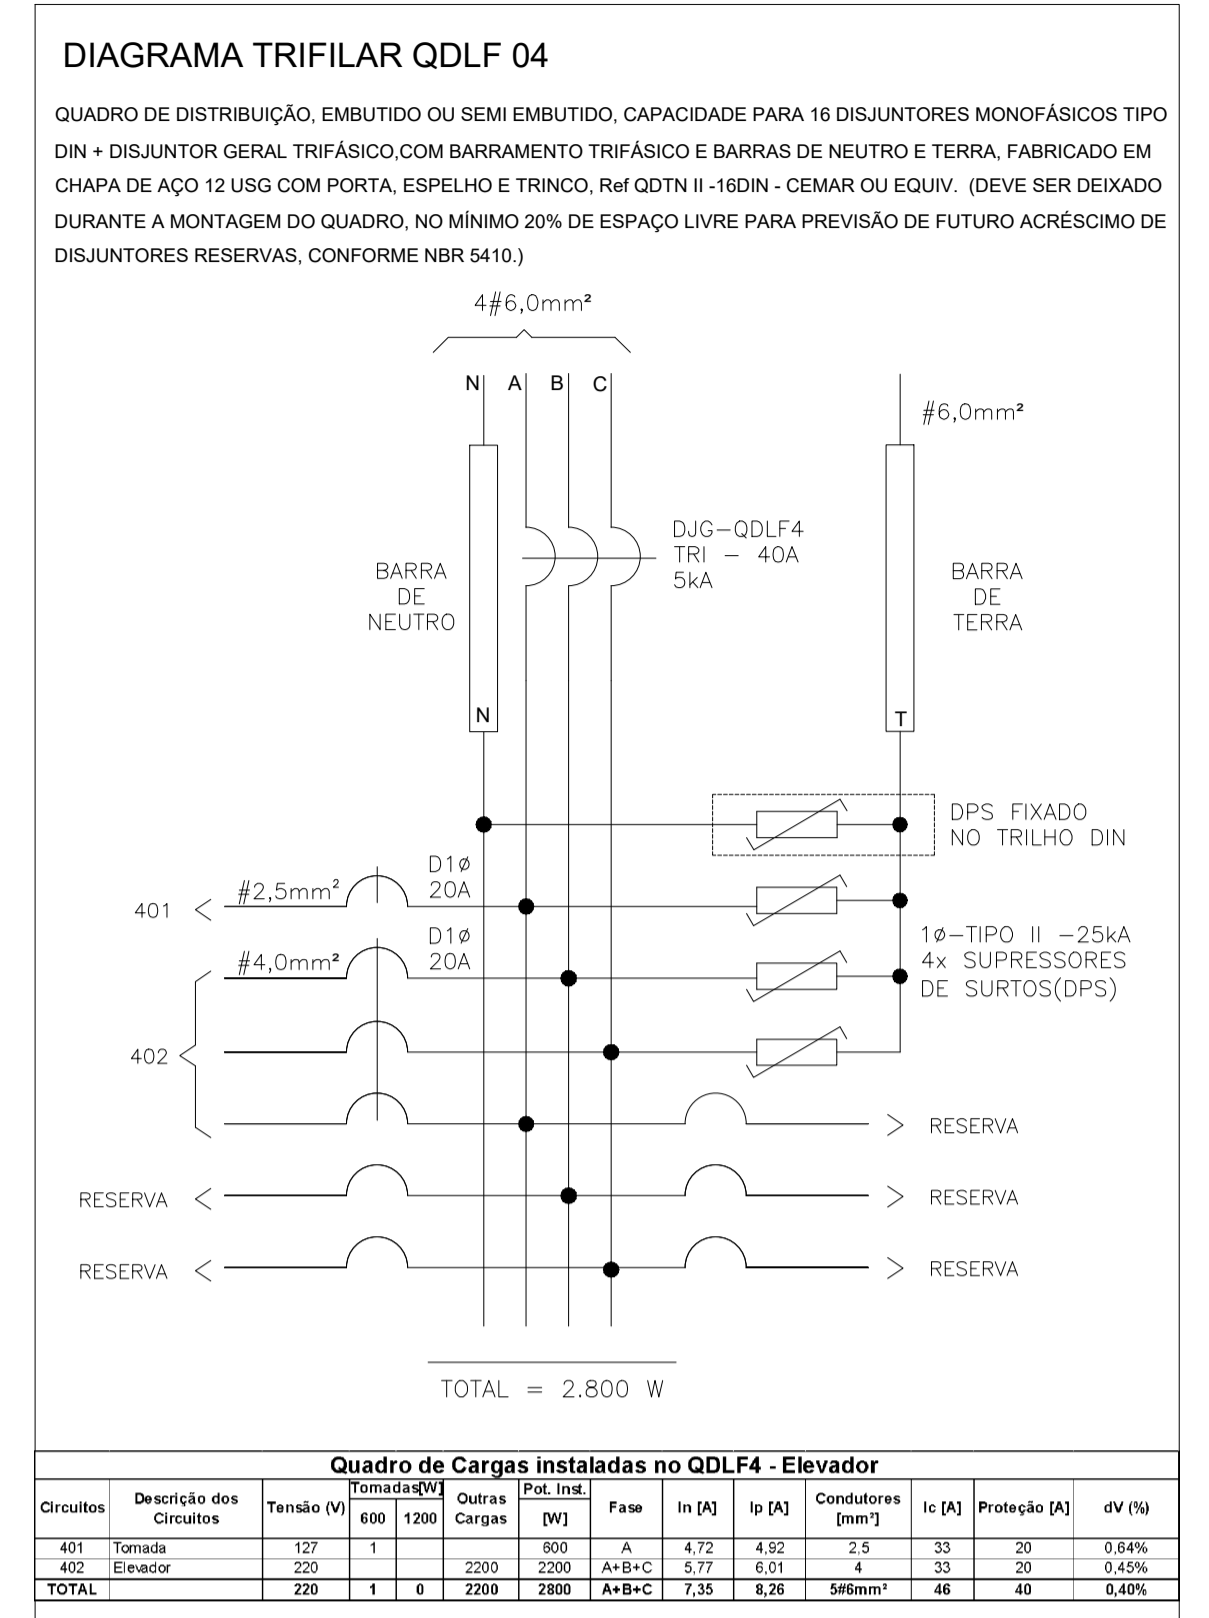 DIAGRAMA TRIFILAR QDLF 04
QUADRO DE DISTRIBUIÇÃO, EMBUTIDO OU SEMI EMBUTIDO, CAPACIDADE PARA 16 DISJUNTORES MONOFÁSICOS TIPO
DIN + DISJUNTOR GERAL TRIFÁSICO,COM BARRAMENTO TRIFÁSICO E BARRAS DE NEUTRO E TERRA, FABRICADO EM
CHAPA DE AÇO 12 USG COM PORTA, ESPELHO E TRINCO, Ref QDTN II -16DIN - CEMAR OU EQUIV. (DEVE SER DEIXADO
DURANTE A MONTAGEM DO QUADRO, NO MÍNIMO 20% DE ESPAÇO LIVRE PARA PREVISÃO DE FUTURO ACRÉSCIMO DE
DISJUNTORES RESERVAS, CONFORME NBR 5410.)
4#6,0mm²
N A B C
#6,0mm²
DJG-QDLF4
TRI - 40A
5kA
BARRA
DE
NEUTRO
BARRA
DE
TERRA
N
T
DPS FIXADO
NO TRILHO DIN
D1ø
20A
#2,5mm²
401
D1ø
20A
#4,0mm²
1ø-TIPO II -25kA
4x SUPRESSORES
DE SURTOS(DPS)
402
RESERVA
RESERVA
RESERVA
RESERVA
RESERVA
TOTAL = 2.800 W
Quadro de Cargas instaladas no QDLF4 - Elevador
Circuitos Descrição dos Circuitos Tensão (V) Tomadas[W] 600 1200 Outras Cargas Pot. Inst. [W] Fase In [A] Ip [A] Condutores [mm²] Ic [A] Proteção [A] dV (%)
401 Tomada 127 1 600 A 4,72 4,92 2,5 33 20 0,64%
402 Elevador 220 2200 2200 A+B+C 5,77 6,01 4 33 20 0,45%
TOTAL 220 1 0 2200 2800 A+B+C 7,35 8,26 5#6mm² 46 40 0,40%